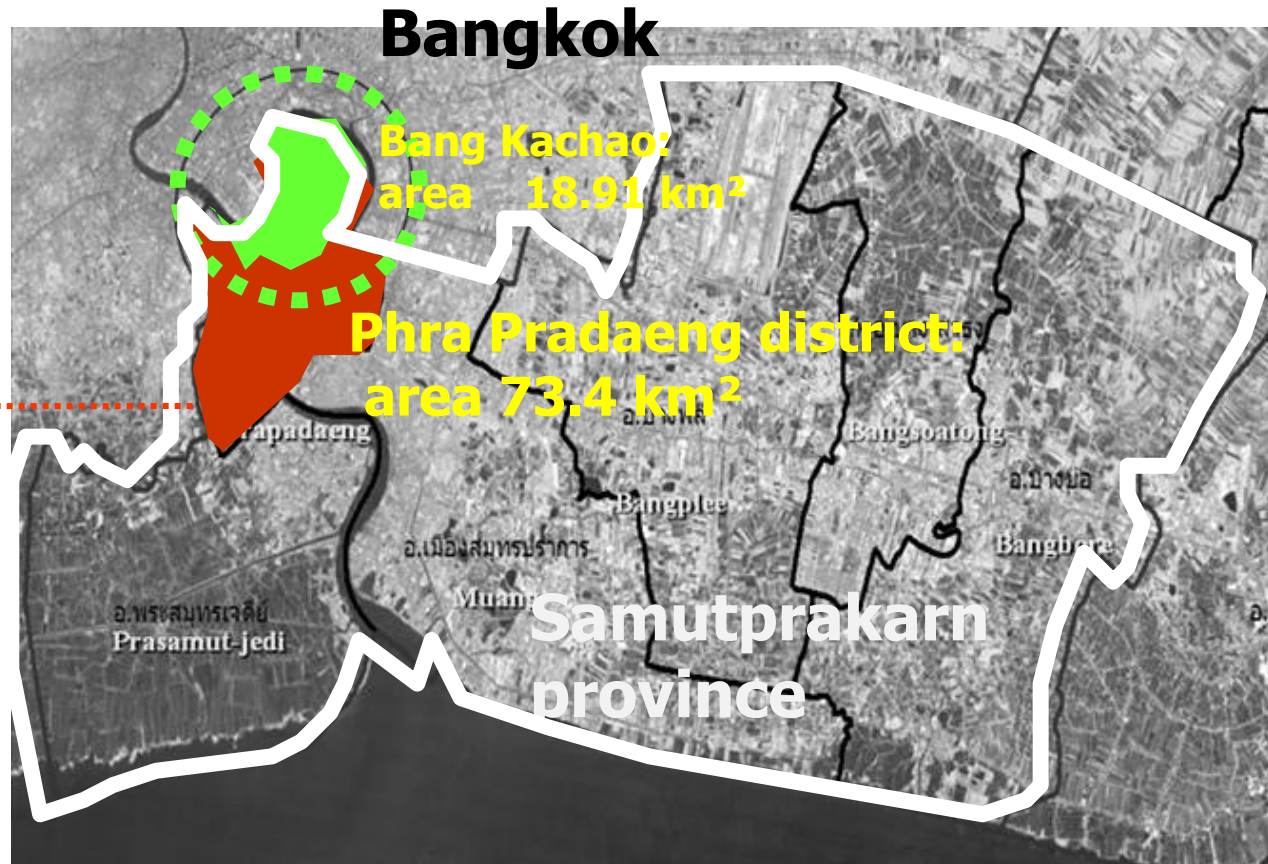 Bangkok
Bang Kachao:
area 18.91 km²
Phra Pradaeng district:
area 73.4 km²
apadaeng
Bangsoatong
อ.บางบ่อ
Bangplee
อ.เมืองสมุทรปราการ
Bangbore
Muang
Samutprakarn
province
อ.พระสมุทรเจดีย์
Prasamut-jedi